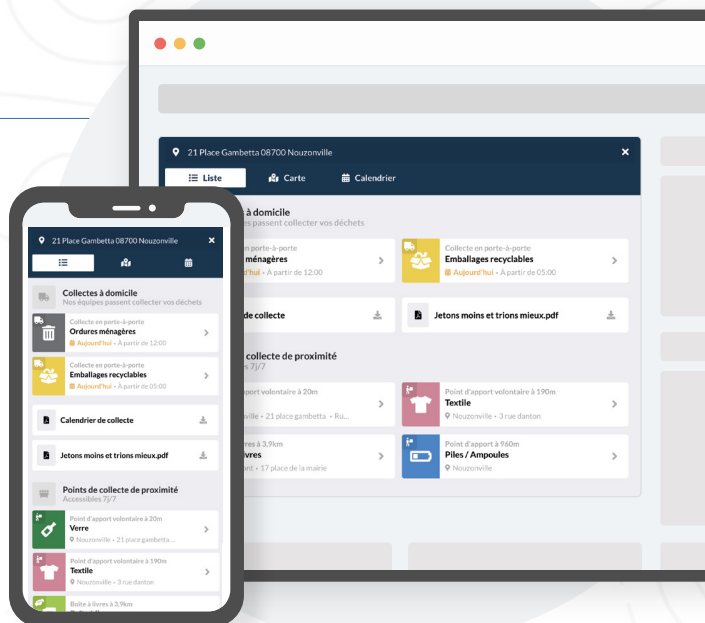 21 Place Gambetta 08700 Nouzonville
Liste
Carte
Calendrier
à domicile
passent collecter vos déchets
en porte-à-porte
ménagères
À partir de 12:00
Collecte en porte-à-porte
Emballages recyclables
Aujourd'hui - À partir de 05:00
de collecte
Jetons moins et trions mieux.pdf
collecte de proximité
7j/7
volontaire à 20m
21 place gambetta - Ru...
Point d'apport volontaire à 190m
Textile
Nouzonville - 3 rue danton
à 3,9km
17 place de la mairie
Point d'apport à 960m
Piles / Ampoules
Nouzonville
21 Place Gambetta 08700 Nouzonville
Collectes à domicile
Nos équipes passent collecter vos déchets
Collecte en porte-à-porte
Ordures ménagères
Aujourd'hui - À partir de 12:00
Collecte en porte-à-porte
Emballages recyclables
Aujourd'hui - À partir de 05:00
Calendrier de collecte
Jetons moins et trions mieux.pdf
Points de collecte de proximité
Accessibles 7j/7
Point d'apport volontaire à 20m
Verre
Nouzonville - 21 place gambetta...
Point d'apport volontaire à 190m
Textile
Nouzonville - 3 rue danton
Boite à livres à 3,9km